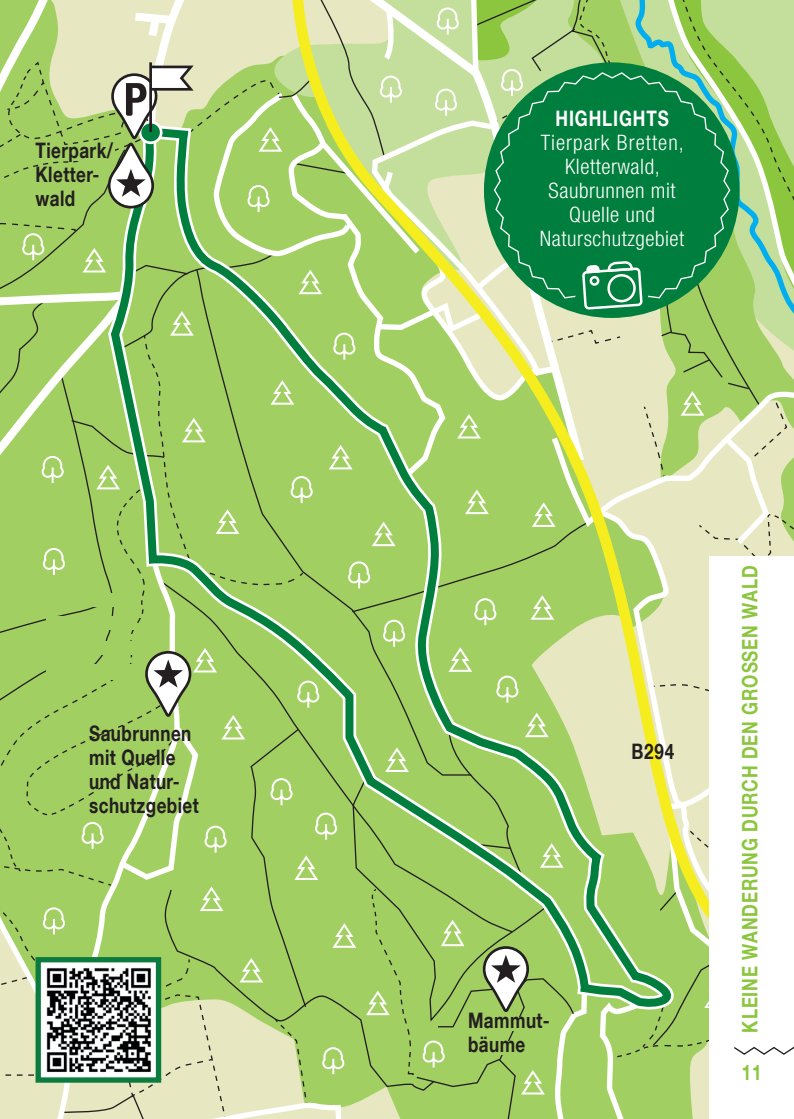 P
Tierpark/
Kletter-
wald
HIGHLIGHTS
Tierpark Bretten,
Kletterwald,
Saubrunnen mit
Quelle und
Naturschutzgebiet
Saubrunnen
mit Quelle
und Natur-
schutzgebiet
B294
Mammut-
bäume
KLEINE WANDERUNG DURCH DEN GROSSEN WALD
11